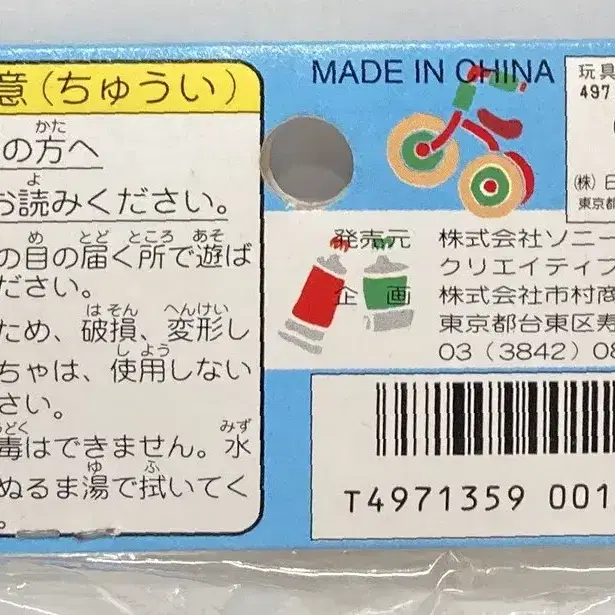 意(ちゅうい)
の方へ
かた
お読みください。
よ
の目の届く所で遊ば
め とど ところ あそ
ださい。
ため、破損、変形し
はそん へんけい
ちゃは、使用しない
しよう
さい。
毒はできません。水
どく みず
ぬるま湯で拭いてく
ゆ ふ
。
MADE IN CHINA
玩具
497
(株)日
東京都
発売元 株式会社ソニー
クリエイティブ
企画 株式会社市村商
東京都台東区寿
03(3842)08
T4971359 001